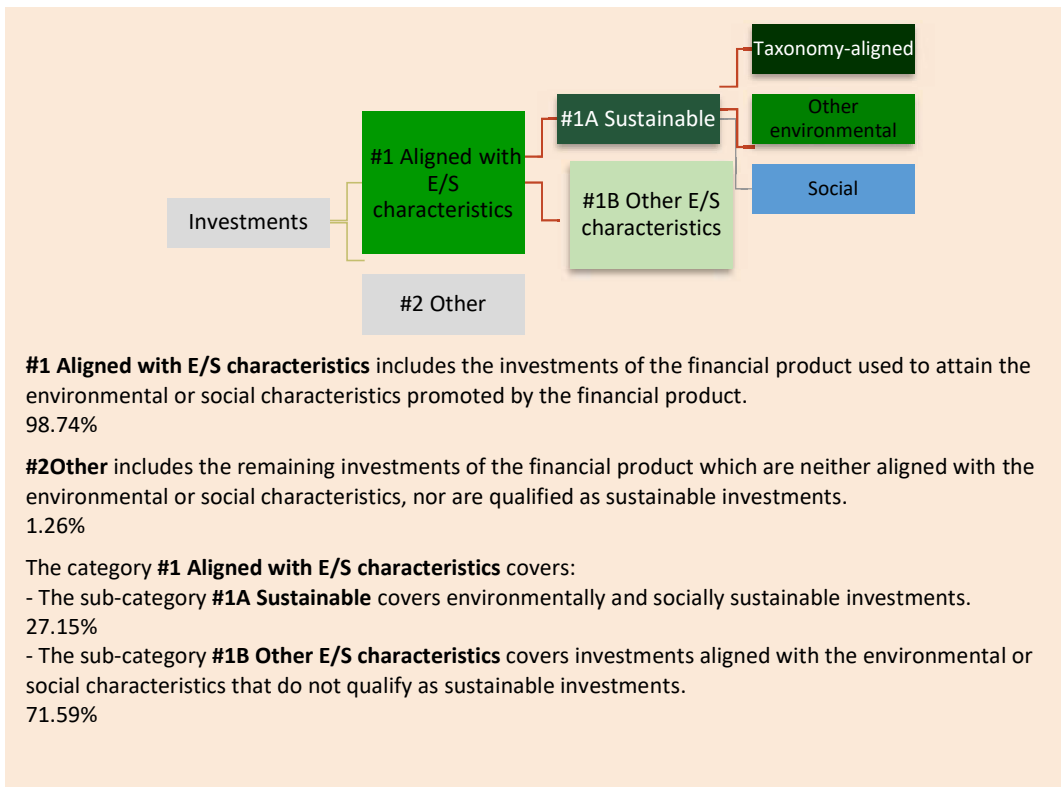 Taxonomy-aligned
#1A Sustainable
Other
environmental
#1 Aligned with
E/S
characteristics
Social
#1B Other E/S
characteristics
Investments
#2 Other
#1 Aligned with E/S characteristics includes the investments of the financial product used to attain the
environmental or social characteristics promoted by the financial product.
98.74%
#2Other includes the remaining investments of the financial product which are neither aligned with the
environmental or social characteristics, nor are qualified as sustainable investments.
1.26%
The category #1 Aligned with E/S characteristics covers:
- The sub-category #1A Sustainable covers environmentally and socially sustainable investments.
27.15%
- The sub-category #1B Other E/S characteristics covers investments aligned with the environmental or
social characteristics that do not qualify as sustainable investments.
71.59%